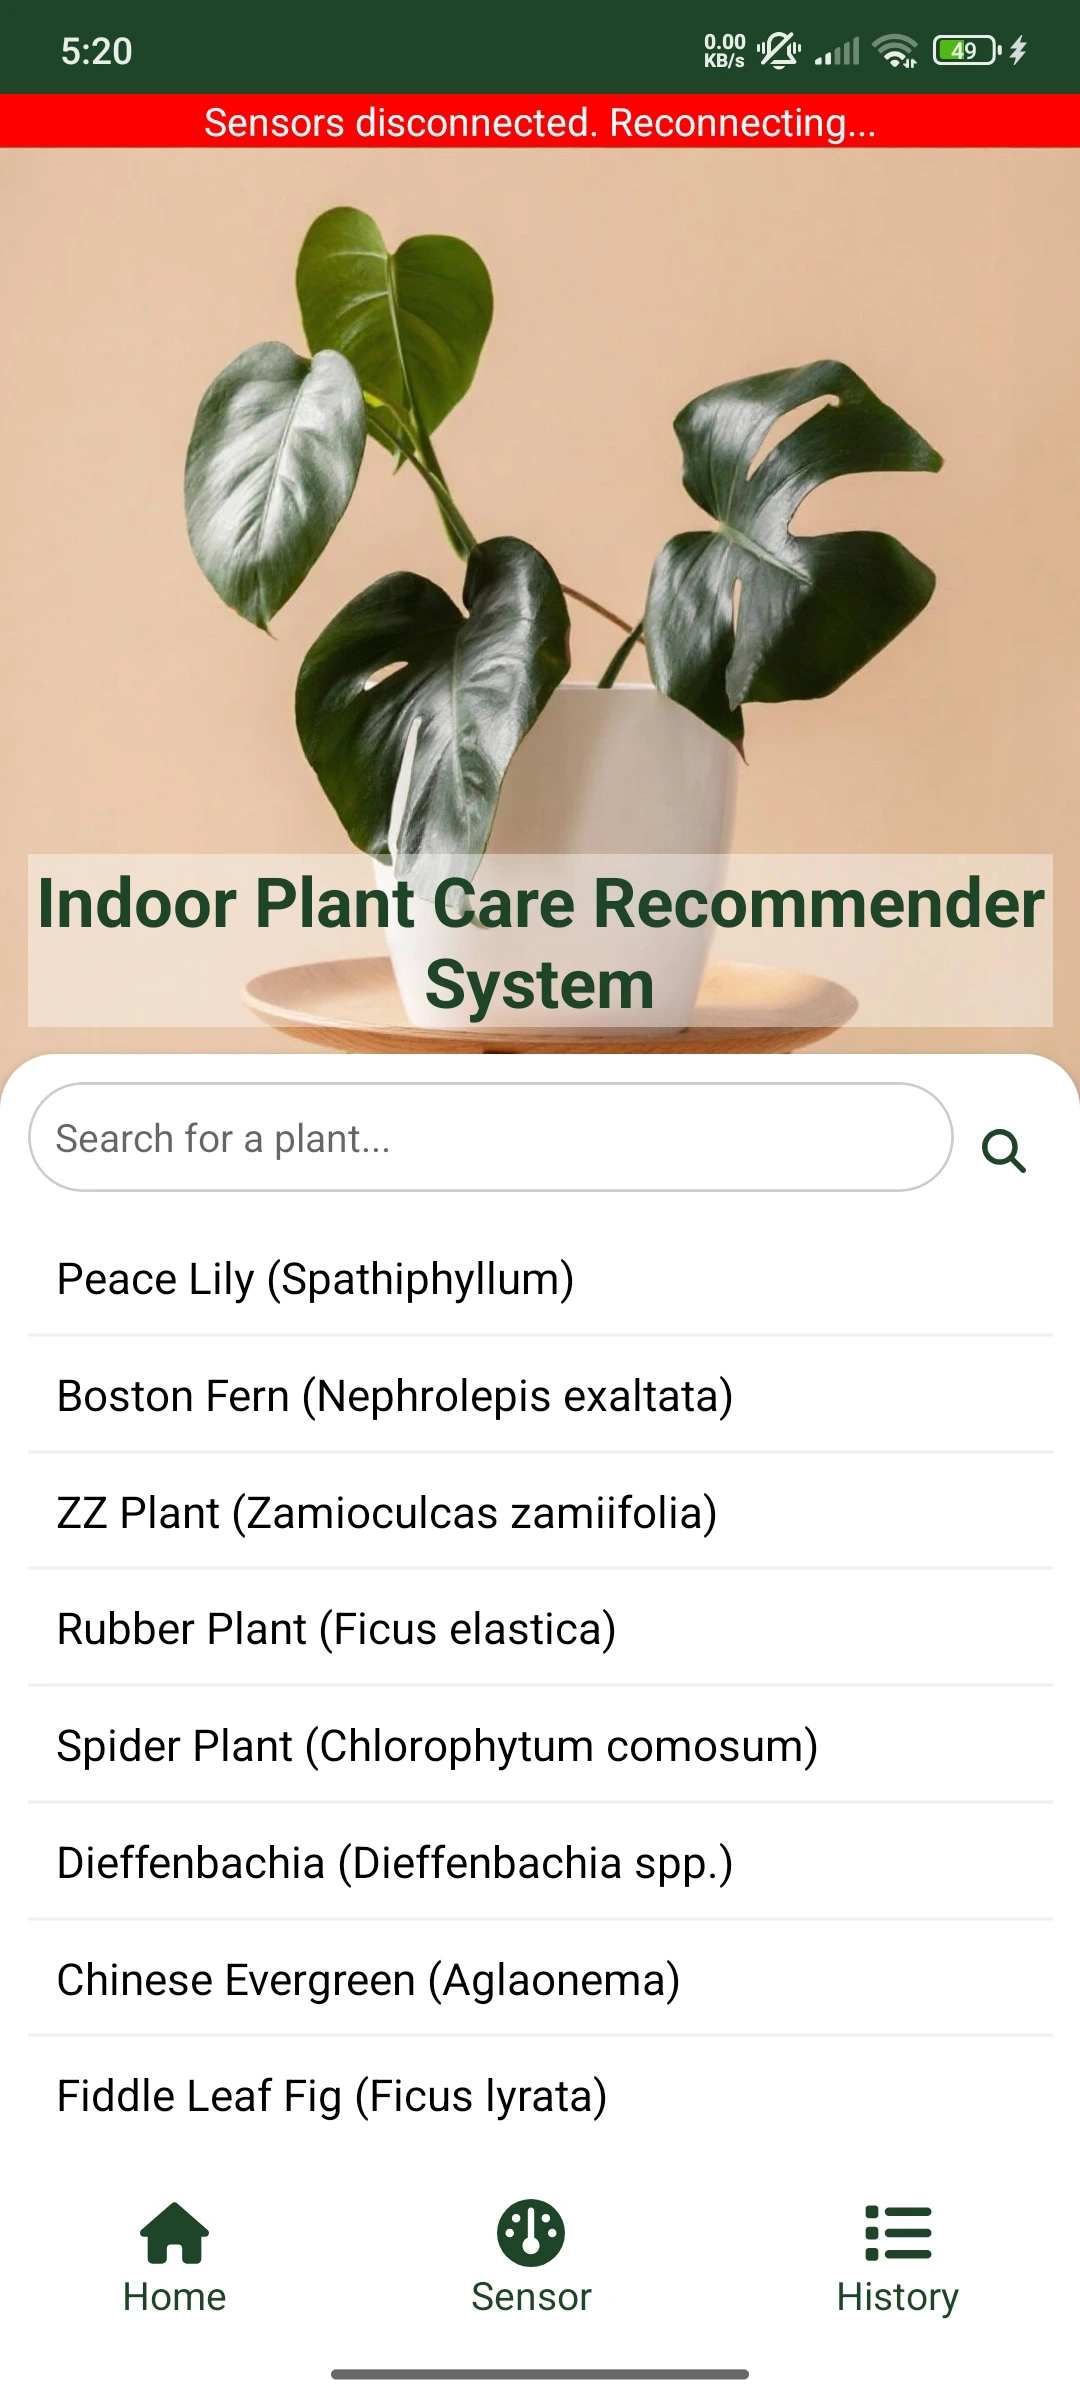 5:20
0.00
KB/s
49
Sensors disconnected. Reconnecting...
Indoor Plant Care Recommender
System
Search for a plant...
Peace Lily (Spathiphyllum)
Boston Fern (Nephrolepis exaltata)
ZZ Plant (Zamioculcas zamiifolia)
Rubber Plant (Ficus elastica)
Spider Plant (Chlorophytum comosum)
Dieffenbachia (Dieffenbachia spp.)
Chinese Evergreen (Aglaonema)
Fiddle Leaf Fig (Ficus lyrata)
Home
Sensor
History